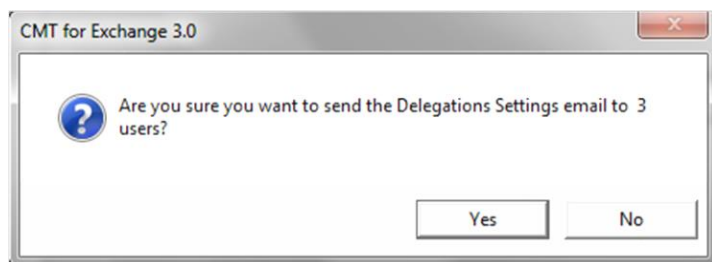 CMT for Exchange 3.0
Are you sure you want to send the Delegations Settings email to 3
users?
Yes No